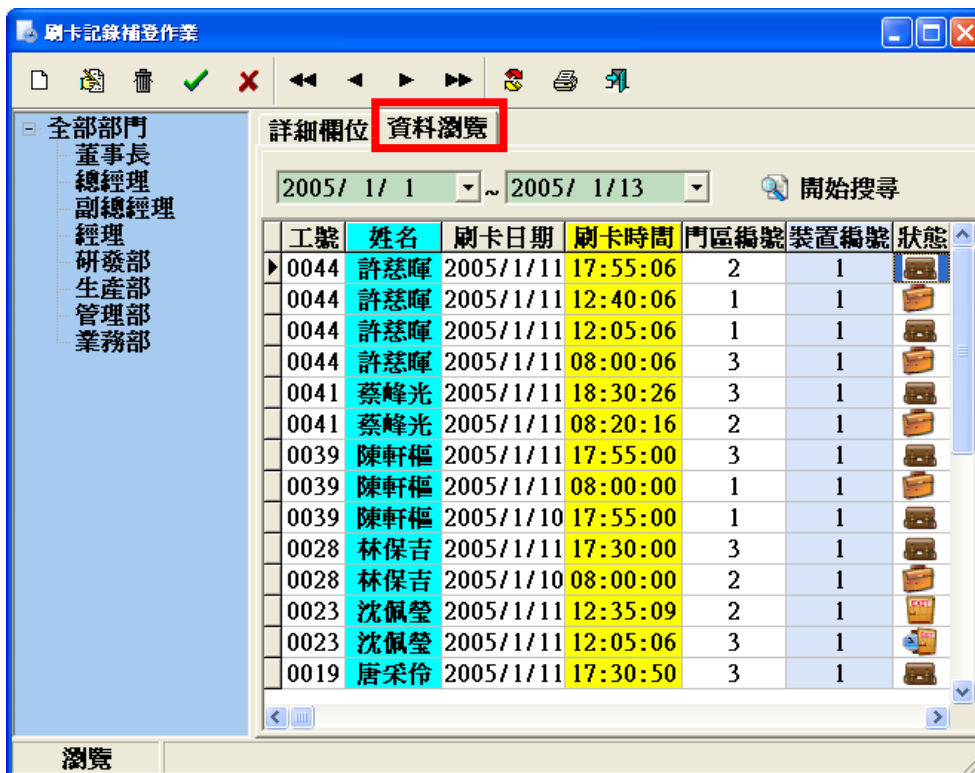 刷卡記錄補登作業
全部部門
董事長
總經理
副總經理
經理
研發部
生產部
管理部
業務部
詳細欄位 資料瀏覽
2005/ 1/ 1 ~ 2005/ 1/13 開始搜尋
工號 姓名 刷卡日期 刷卡時間 門區編號 裝置編號 狀態
0044 許慈暉 2005/1/11 17:55:06 2 1
0044 許慈暉 2005/1/11 12:40:06 1 1
0044 許慈暉 2005/1/11 12:05:06 1 1
0044 許慈暉 2005/1/11 08:00:06 3 1
0041 蔡峰光 2005/1/11 18:30:26 3 1
0041 蔡峰光 2005/1/11 08:20:16 2 1
0039 陳軒樞 2005/1/11 17:55:00 3 1
0039 陳軒樞 2005/1/11 08:00:00 1 1
0039 陳軒樞 2005/1/10 17:55:00 1 1
0028 林保吉 2005/1/11 17:30:00 3 1
0028 林保吉 2005/1/10 08:00:00 2 1
0023 沈佩瑩 2005/1/11 12:35:09 2 1 EXIT
0023 沈佩瑩 2005/1/11 12:05:06 3 1
0019 唐采伶 2005/1/11 17:30:50 3 1
瀏覽